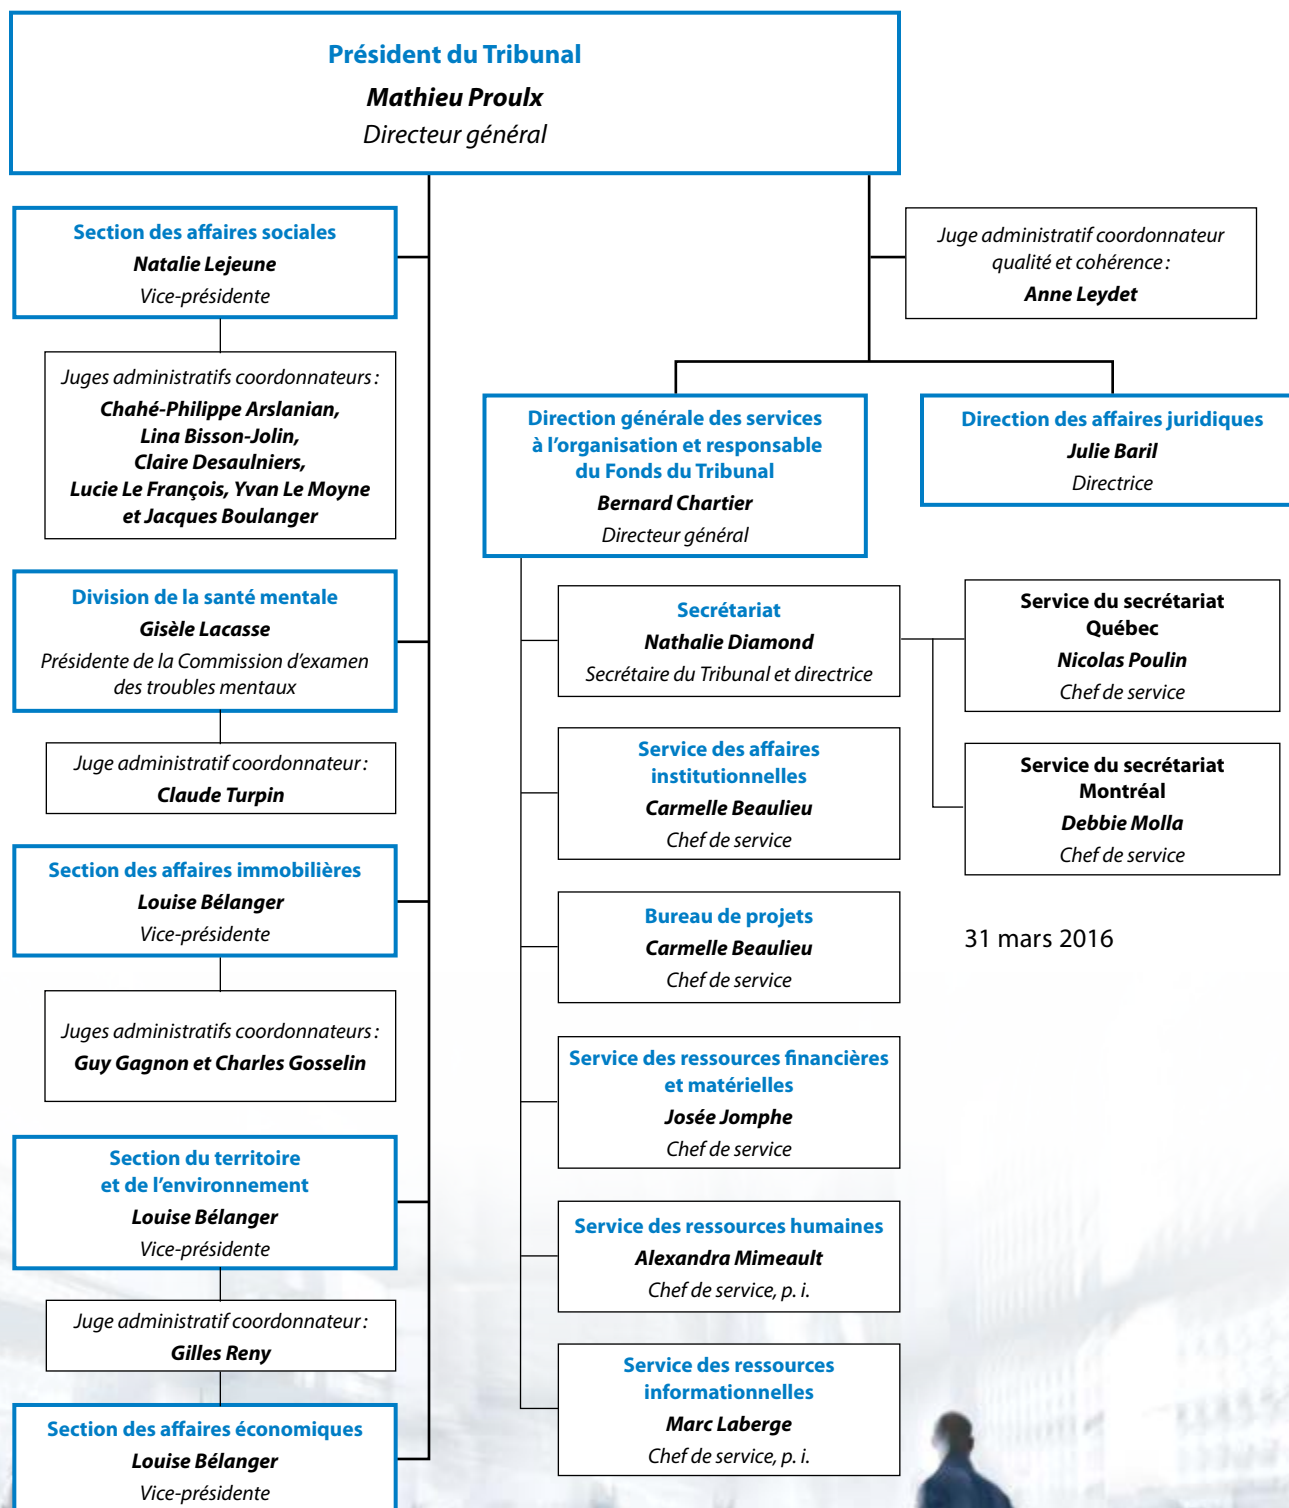 Président du Tribunal
Mathieu Proulx
Directeur général
Section des affaires sociales
Natalie Lejeune
Vice-présidente
Juges administratifs coordonnateurs :
Chahé-Philippe Arslanian,
Lina Bisson-Jolin,
Claire Desaulniers,
Lucie Le François, Yvan Le Moyne
et Jacques Boulanger
Division de la santé mentale
Gisèle Lacasse
Présidente de la Commission d'examen
des troubles mentaux
Juge administratif coordonnateur :
Claude Turpin
Section des affaires immobilières
Louise Bélanger
Vice-présidente
Juges administratifs coordonnateurs :
Guy Gagnon et Charles Gosselin
Section du territoire
et de l'environnement
Louise Bélanger
Vice-présidente
Juge administratif coordonnateur :
Gilles Reny
Section des affaires économiques
Louise Bélanger
Vice-présidente
Juge administratif coordonnateur
qualité et cohérence :
Anne Leydet
Direction générale des services
à l'organisation et responsable
du Fonds du Tribunal
Bernard Chartier
Directeur général
Direction des affaires juridiques
Julie Baril
Directrice
Secrétariat
Nathalie Diamond
Secrétaire du Tribunal et directrice
Service du secrétariat
Québec
Nicolas Poulin
Chef de service
Service du secrétariat
Montréal
Debbie Molla
Chef de service
Service des affaires
institutionnelles
Carmelle Beaulieu
Chef de service
Bureau de projets
Carmelle Beaulieu
Chef de service
Service des ressources financières
et matérielles
Josée Jomphe
Chef de service
Service des ressources humaines
Alexandra Mimeault
Chef de service, p. i.
Service des ressources
informationnelles
Marc Laberge
Chef de service, p. i.
31 mars 2016